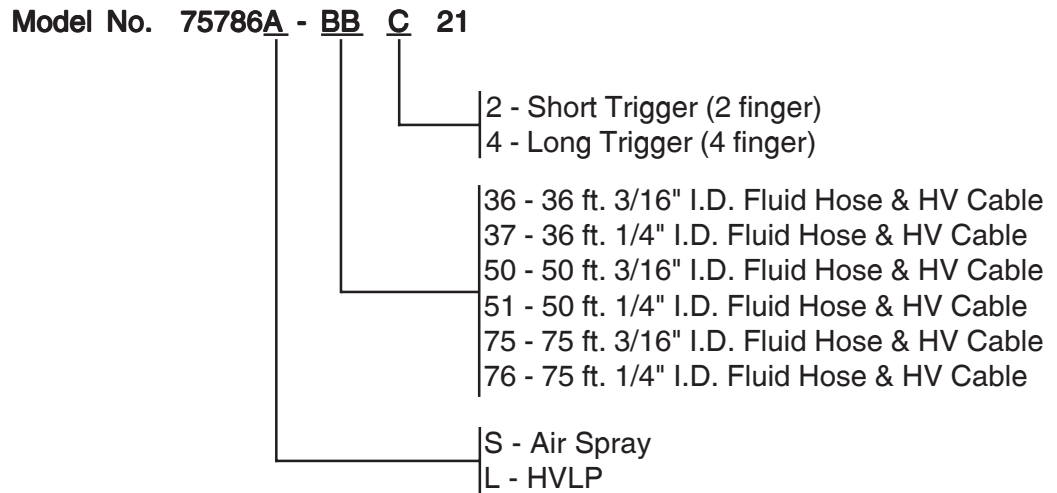 Model No. 75786A - BB C 21
2 - Short Trigger (2 finger)
4 - Long Trigger (4 finger)
36 - 36 ft. 3/16" I.D. Fluid Hose & HV Cable
37 - 36 ft. 1/4" I.D. Fluid Hose & HV Cable
50 - 50 ft. 3/16" I.D. Fluid Hose & HV Cable
51 - 50 ft. 1/4" I.D. Fluid Hose & HV Cable
75 - 75 ft. 3/16" I.D. Fluid Hose & HV Cable
76 - 75 ft. 1/4" I.D. Fluid Hose & HV Cable
S - Air Spray
L - HVLP